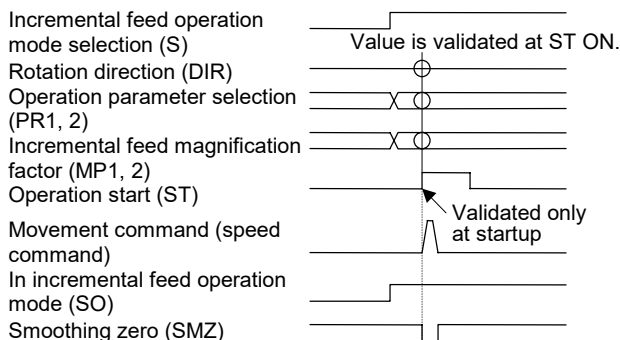 Incremental feed operation
mode selection (S)
Value is validated at ST ON.
Rotation direction (DIR)
Operation parameter selection
(PR1, 2)
Incremental feed magnification
factor (MP1, 2)
Operation start (ST)
Validated only
at startup
Movement command (speed
command)
In incremental feed operation
mode (SO)
Smoothing zero (SMZ)